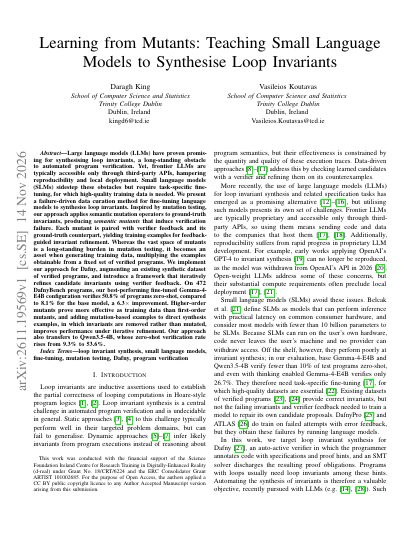 Learning from Mutants: Teaching Small Language
Models to Synthesise Loop Invariants
Daragh King
School of Computer Science and Statistics
Trinity College Dublin
Dublin, Ireland
kingd6@tcd.ie
Vasileios Koutavas
School of Computer Science and Statistics
Trinity College Dublin
Dublin, Ireland
Vasileios.Koutavas@tcd.ie
arXiv:2611.19569v1 [cs.SE] 14 Nov 2026
Abstract—Large language models (LLMs) have proven promising
for synthesising loop invariants, a long-standing obstacle
to automated program verification. Yet, frontier LLMs are
typically accessible only through third-party APIs, hampering
reproducibility and local deployment. Small language models
(SLMs) sidestep these obstacles but require task-specific fine-
tuning, for which high-quality training data is needed. We present
a failure-driven data curation method for fine-tuning language
models to synthesise loop invariants. Inspired by mutation testing,
our approach applies semantic mutation operators to ground-truth
invariants, producing semantic mutants that induce verification
failure. Each mutant is paired with verifier feedback and its
ground-truth counterpart, yielding training examples for feedback-
guided invariant refinement. Whereas the vast space of mutants
is a long-standing burden in mutation testing, it becomes an
asset when generating training data, multiplying the examples
obtainable from a fixed set of verified programs. We implement
our approach for Dafny, augmenting an existing synthetic dataset
of verified programs, and introduce a framework that iteratively
refines candidate invariants using verifier feedback. On 472
DafnyBench programs, our best-performing fine-tuned Gemma-4-
E4B configuration verifies 50.8% of programs zero-shot, compared to
8.1% for the base model, a 6.3× improvement. Higher-order
mutants prove more effective as training data than first-order
mutants, and adding mutation-based examples to direct synthesis
examples, in which invariants are removed rather than mutated,
improves performance under iterative refinement. Our approach
also transfers to Qwen3.5-4B, whose zero-shot verification rate
rises from 9.3% to 53.6%.
Index Terms—loop invariant synthesis, small language models,
fine-tuning, mutation testing, Dafny, program verification
I. INTRODUCTION
Loop invariants are inductive assertions used to establish
the partial correctness of looping computations in Hoare-style
program logics [1], [2]. Loop invariant synthesis is a central
challenge in automated program verification and is undecidable
in general. Static approaches [3], [4] to this challenge typically
perform well in their targeted problem domains, but can
fail to generalise. Dynamic approaches [5]–[7] infer likely
invariants from program executions instead of reasoning about
This work was conducted with the financial support of the Science
Foundation Ireland Centre for Research Training in Digitally-Enhanced Reality
(d-real) under Grant No. 18/CRT/6224 and the ERC Consolidator Grant
ARTIST 101002685. For the purpose of Open Access, the authors applied a
CC BY public copyright licence to any Author Accepted Manuscript version
arising from this submission.
program semantics, but their effectiveness is constrained by
the quantity and quality of these execution traces. Data-driven
approaches [8]–[11] address this by checking learned candidates
with a verifier and refining them on its counterexamples.
More recently, the use of large language models (LLMs)
for loop invariant synthesis and related specification tasks has
emerged as a promising alternative [12]–[16], but utilising
such models presents its own set of challenges. Frontier LLMs
are typically proprietary and accessible only through third-
party APIs, so using them means sending code and data
to the companies that host them [17], [18]. Additionally,
reproducibility suffers from rapid progress in proprietary LLM
development. For example, early works applying OpenAI's
GPT-4 to invariant synthesis [19] can no longer be reproduced,
as the model was withdrawn from OpenAI's API in 2026 [20].
Open-weight LLMs address some of these concerns, but
their substantial compute requirements often preclude local
deployment [17], [21].
Small language models (SLMs) avoid these issues. Belcak
et al. [21] define SLMs as models that can perform inference
with practical latency on common consumer hardware, and
consider most models with fewer than 10 billion parameters to
be SLMs. Because SLMs can run on the user's own hardware,
code never leaves the user's machine and no provider can
withdraw access. Off the shelf, however, they perform poorly at
invariant synthesis; in our evaluation, base Gemma-4-E4B and
Qwen3.5-4B verify fewer than 10% of test programs zero-shot,
and even with thinking enabled Gemma-4-E4B verifies only
26.7%. They therefore need task-specific fine-tuning [17],
for which high-quality datasets are essential [22]. Existing datasets
of verified programs [23], [24] provide correct invariants, but
not the failing invariants and verifier feedback needed to train a
model to repair its own candidate proposals. DafnyPro [25] and
ATLAS [26] do train on failed attempts with error feedback,
but they obtain these failures by running language models.
In this work, we target loop invariant synthesis for
Dafny [27], an auto-active verifier in which the programmer
annotates code with specifications and proof hints, and an SMT
solver discharges the resulting proof obligations. Programs
with loops usually need loop invariants among these hints.
Automating the synthesis of invariants is therefore a valuable
objective, recently pursued with LLMs (e.g. [14], [28]). Such